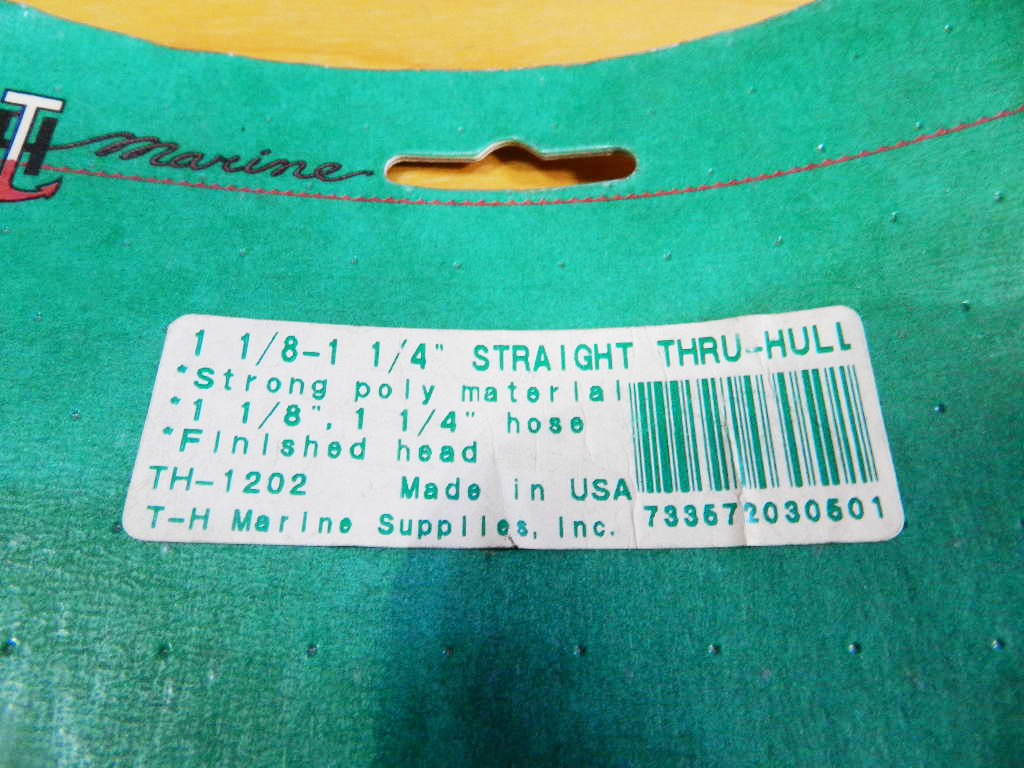 TH Marine
1 1/8-1 1/4" STRAIGHT THRU-HULL
*Strong poly material
*1 1/8", 1 1/4" hose
*Finished head
TH-1202 Made in USA
T-H Marine Supplies, Inc. 733572030501